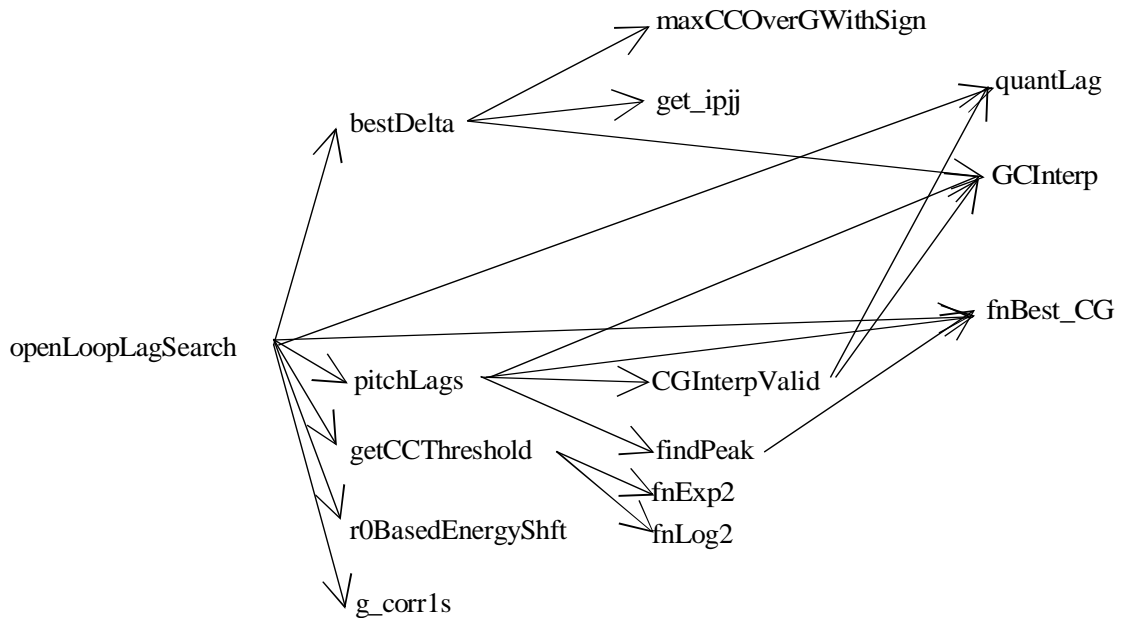 maxCCOverGWithSign
quantLag
get_ipjj
bestDelta
GCInterp
fnBest_CG
openLoopLagSearch
pitchLags
CGInterpValid
getCCThreshold
findPeak
fnExp2
r0BasedEnergyShft
fnLog2
g_corr1s